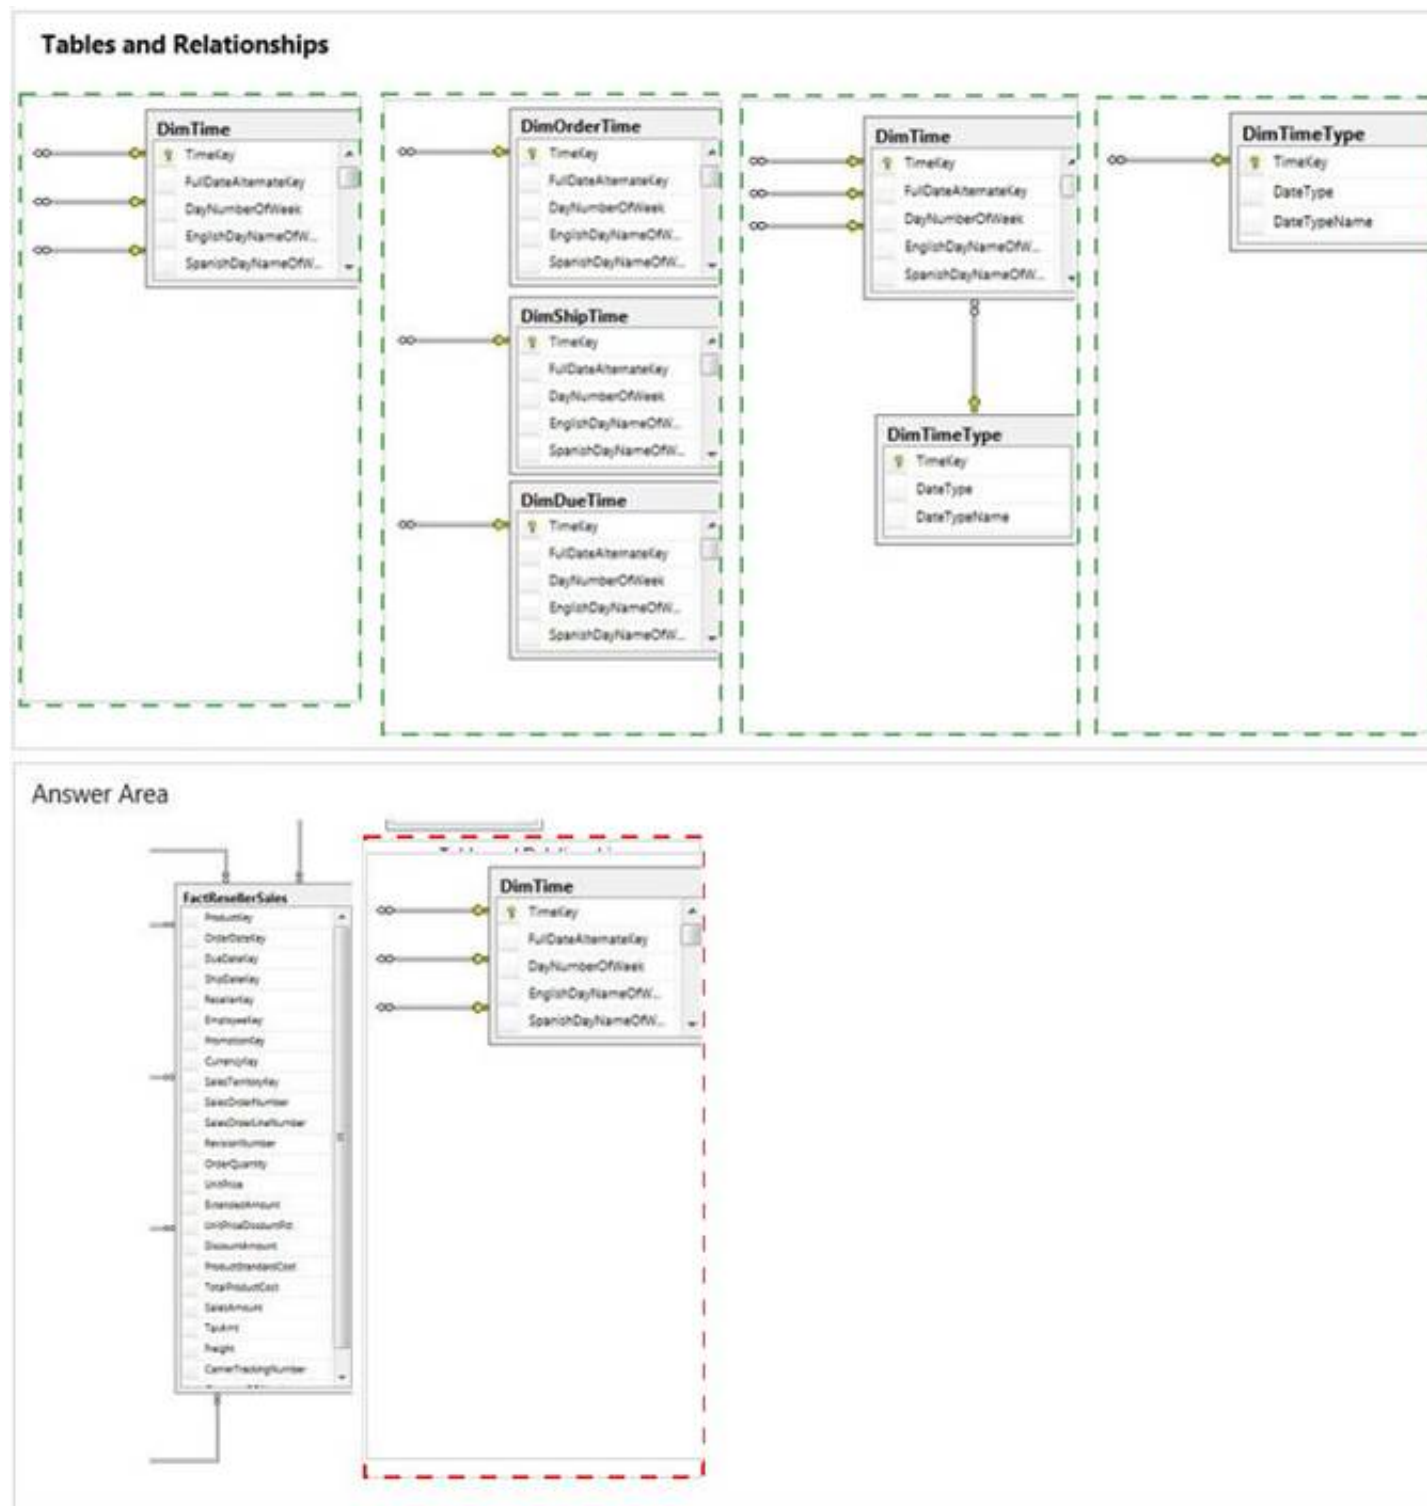 Tables and Relationships
DimTime
TimeKey
FullDateAlternateKey
DayNumberOfWeek
EnglishDayNameOfW...
SpanishDayNameOfW...
DimOrderTime
TimeKey
FullDateAlternateKey
DayNumberOfWeek
EnglishDayNameOfW...
SpanishDayNameOfW...
DimShipTime
TimeKey
FullDateAlternateKey
DayNumberOfWeek
EnglishDayNameOfW...
SpanishDayNameOfW...
DimDueTime
TimeKey
FullDateAlternateKey
DayNumberOfWeek
EnglishDayNameOfW...
SpanishDayNameOfW...
DimTime
TimeKey
FullDateAlternateKey
DayNumberOfWeek
EnglishDayNameOfW...
SpanishDayNameOfW...
DimTimeType
TimeKey
DateType
DateTypeName
DimTimeType
TimeKey
DateType
DateTypeName
Answer Area
FactResellerSales
ProductKey
OrderDateKey
DueDateKey
ShipDateKey
ResellerKey
EmployeeKey
PromotionKey
CurrencyKey
SalesTerritoryKey
SalesOrderNumber
SalesOrderLineNumber
RevisionNumber
OrderQuantity
UnitPrice
ExtendedAmount
UnitPriceDiscountPct
DiscountAmount
ProductStandardCost
TotalProductCost
SalesAmount
TaxAmt
Freight
CarrierTrackingNumber
DimTime
TimeKey
FullDateAlternateKey
DayNumberOfWeek
EnglishDayNameOfW...
SpanishDayNameOfW...